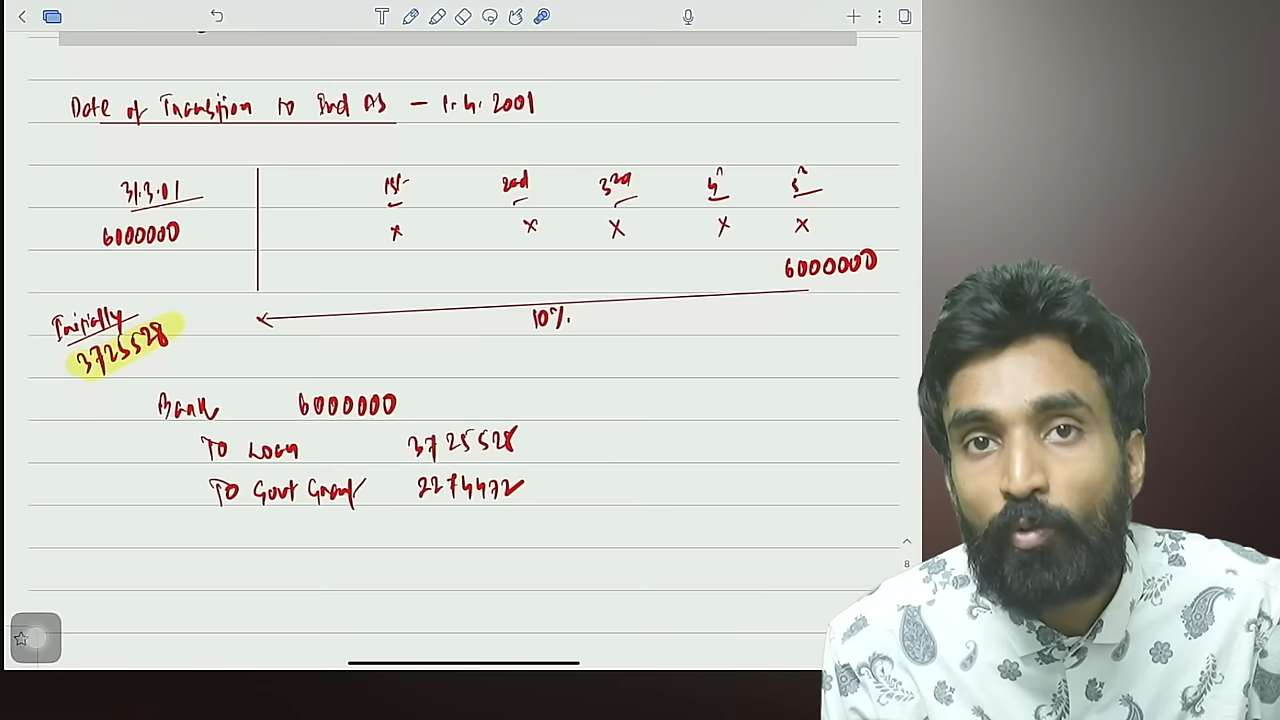 Date of Transition to Ind AS - 1.4.2001
31.3.01 1st 2nd 3rd 4th 5th
6000000 x x x x x
6000000
10%.
Initially
3725528
Bank 6000000
To Loan 3725528
To Govt Grant 2274472
8